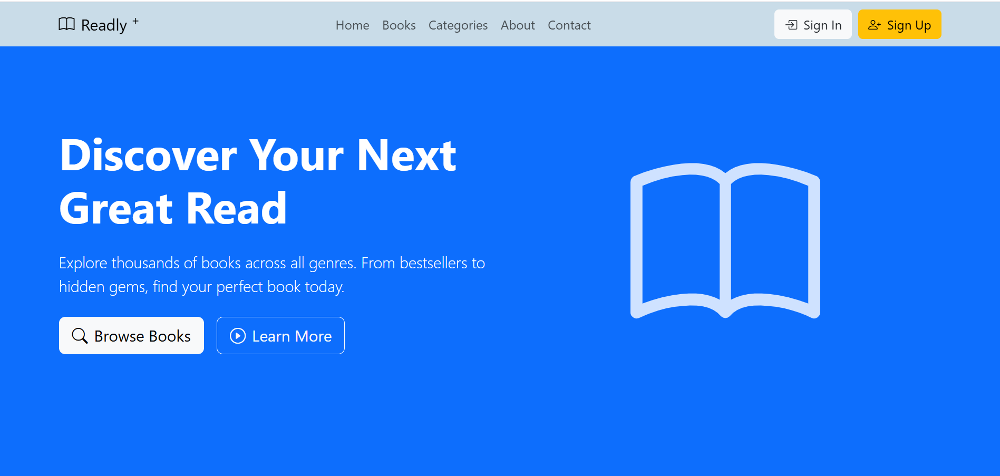 Readly +
Home Books Categories About Contact
Sign In
Sign Up
Discover Your Next
Great Read
Explore thousands of books across all genres. From bestsellers to
hidden gems, find your perfect book today.
Browse Books
Learn More